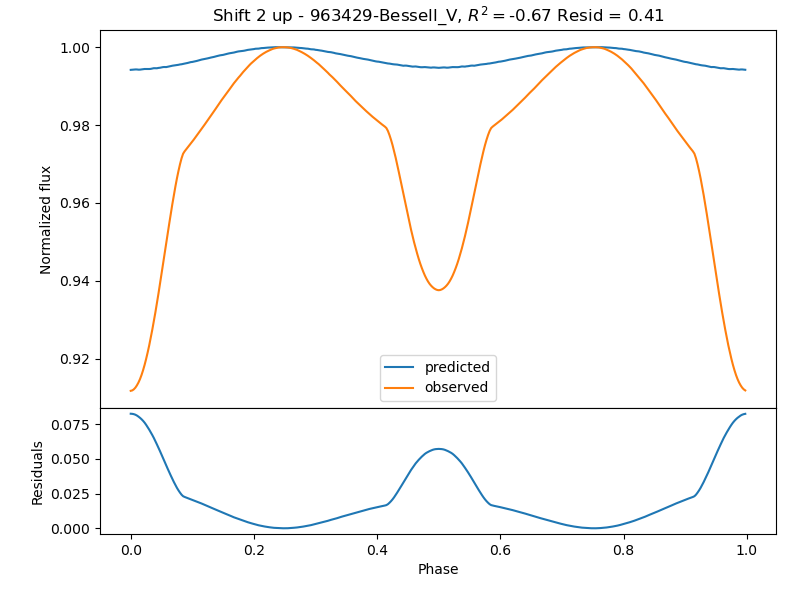 Shift 2 up - 963429-Bessell_V, $R^2 = $-0.67 Resid = 0.41
1.00
0.98
0.96
0.94
0.92
Normalized flux
predicted
observed
0.075
0.050
0.025
0.000
Residuals
0.0 0.2 0.4 0.6 0.8 1.0
Phase